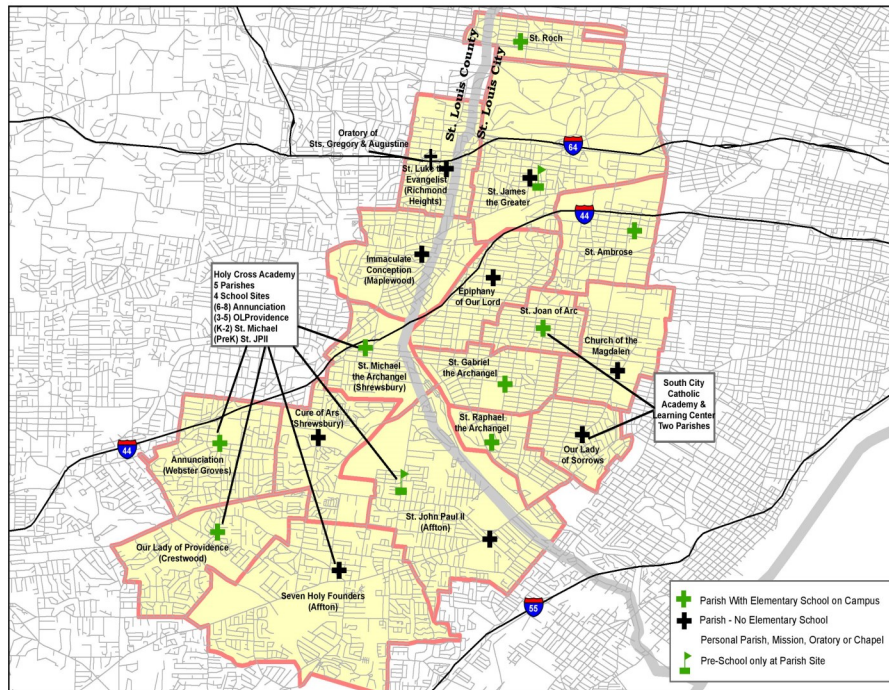 St. Roch
St. Louis County
St. Louis City
64
Oratory of
Sts. Gregory & Augustine
St. Luke the
Evangelist
(Richmond
Heights)
St. James
the Greater
44
St. Ambrose
Immaculate
Conception
(Maplewood)
Epiphany
of Our Lord
Holy Cross Academy
5 Parishes
4 School Sites
(6-8) Annunciation
(3-5) OLProvidence
(K-2) St. Michael
(PreK) St. JPII
St. Joan of Arc
Church of the
Magdalen
St. Michael
the Archangel
(Shrewsbury)
St. Gabriel
the Archangel
South City
Catholic
Academy &
Learning Center
Two Parishes
Cure of Ars
(Shrewsbury)
St. Raphael
the Archangel
44
Annunciation
(Webster Groves)
Our Lady
of Sorrows
St. John Paul II
(Affton)
Our Lady of Providence
(Crestwood)
Seven Holy Founders
(Affton)
55
Parish With Elementary School on Campus
Parish - No Elementary School
Personal Parish, Mission, Oratory or Chapel
Pre-School only at Parish Site